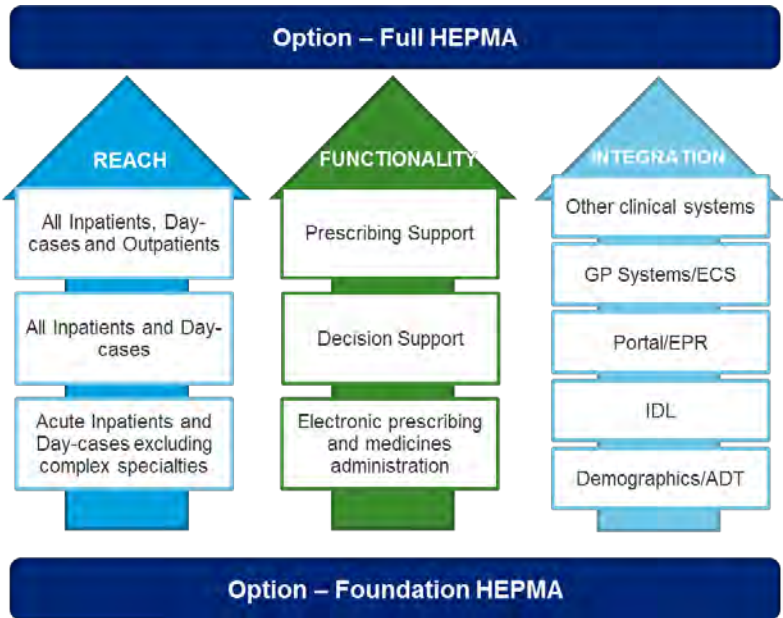 Option – Full HEPMA
REACH
All Inpatients, Day-
cases and Outpatients
All Inpatients and Day-
cases
Acute Inpatients and
Day-cases excluding
complex specialties
FUNCTIONALITY
Prescribing Support
Decision Support
Electronic prescribing
and medicines
administration
INTEGRATION
Other clinical systems
GP Systems/ECS
Portal/EPR
IDL
Demographics/ADT
Option – Foundation HEPMA